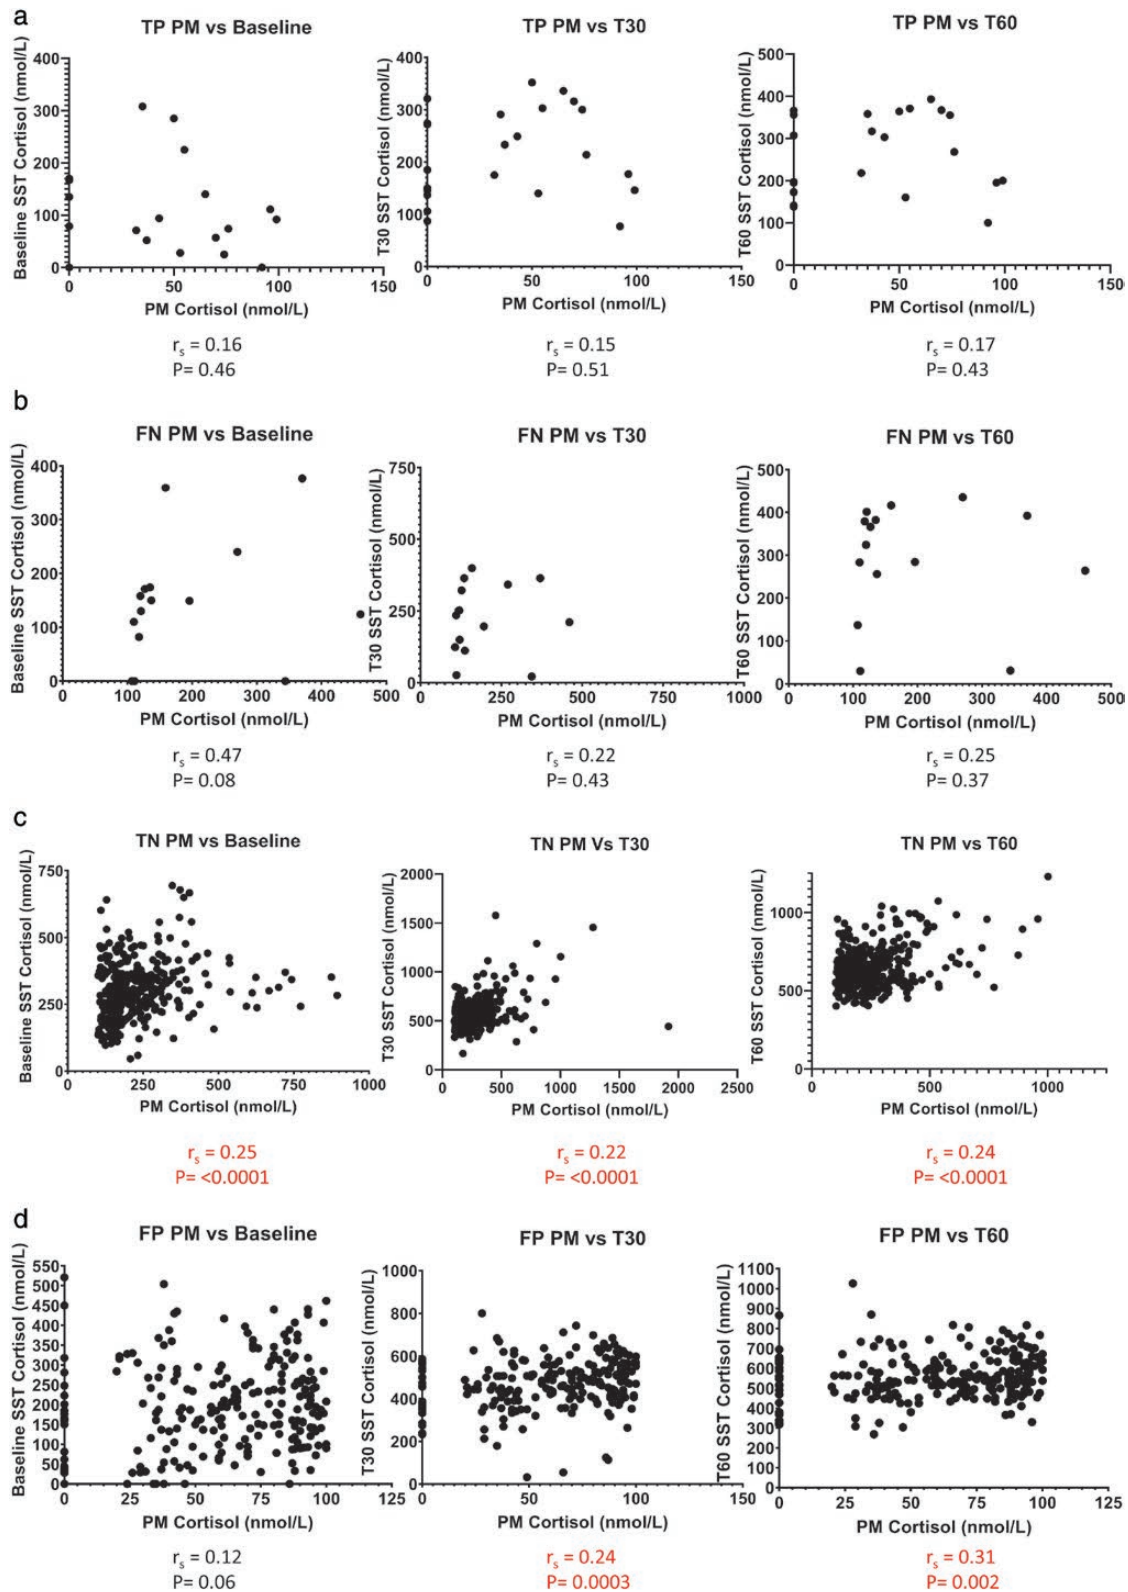 a
TP PM vs Baseline
TP PM vs T30
TP PM vs T60
Baseline SST Cortisol (nmol/L)
400
300
200
100
0
0 50 100 150
PM Cortisol (nmol/L)
T30 SST Cortisol (nmol/L)
400
300
200
100
0
0 50 100 150
PM Cortisol (nmol/L)
T60 SST Cortisol (nmol/L)
500
400
300
200
100
0
0 50 100 150
PM Cortisol (nmol/L)
rs = 0.16
P= 0.46
rs = 0.15
P= 0.51
rs = 0.17
P= 0.43
b
FN PM vs Baseline
FN PM vs T30
FN PM vs T60
Baseline SST Cortisol (nmol/L)
400
300
200
100
0
0 100 200 300 400 500
PM Cortisol (nmol/L)
T30 SST Cortisol (nmol/L)
750
500
250
0
0 250 500 750 1000
PM Cortisol (nmol/L)
T60 SST Cortisol (nmol/L)
500
400
300
200
100
0
0 100 200 300 400 500
PM Cortisol (nmol/L)
rs = 0.47
P= 0.08
rs = 0.22
P= 0.43
rs = 0.25
P= 0.37
c
TN PM vs Baseline
TN PM Vs T30
TN PM vs T60
Baseline SST Cortisol (nmol/L)
750
500
250
0
0 250 500 750 1000
PM Cortisol (nmol/L)
T30 SST Cortisol (nmol/L)
2000
1500
1000
500
0
0 500 1000 1500 2000 2500
PM Cortisol (nmol/L)
T60 SST Cortisol (nmol/L)
1000
500
0
0 500 1000
PM Cortisol (nmol/L)
rs = 0.25
P= <0.0001
rs = 0.22
P= <0.0001
rs = 0.24
P= <0.0001
d
FP PM vs Baseline
FP PM vs T30
FP PM vs T60
Baseline SST Cortisol (nmol/L)
550
500
450
400
350
300
250
200
150
100
50
0
0 25 50 75 100 125
PM Cortisol (nmol/L)
T30 SST Cortisol (nmol/L)
1000
800
600
400
200
0
0 50 100 150
PM Cortisol (nmol/L)
T60 SST Cortisol (nmol/L)
1100
1000
900
800
700
600
500
400
300
200
100
0
0 25 50 75 100 125
PM Cortisol (nmol/L)
rs = 0.12
P= 0.06
rs = 0.24
P= 0.0003
rs = 0.31
P= 0.002